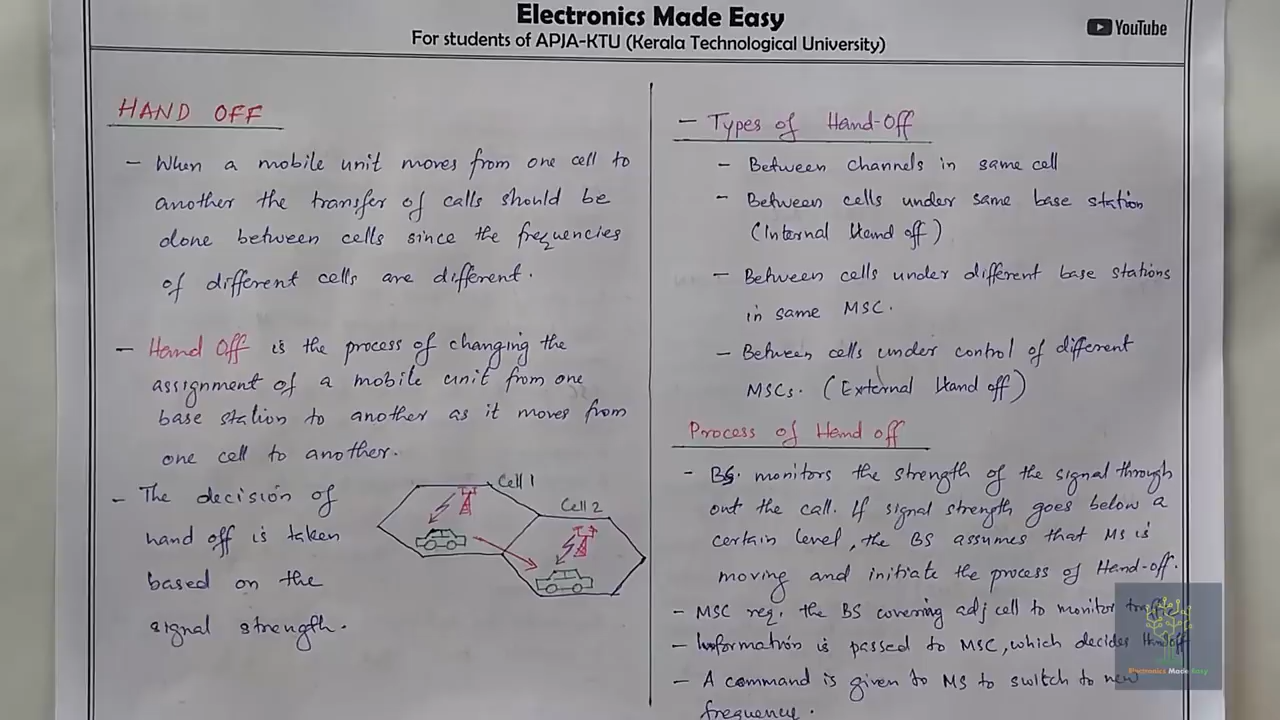 Electronics Made Easy
For students of APJA-KTU (Kerala Technological University)
YouTube
HAND OFF
- When a mobile unit moves from one cell to
another the transfer of calls should be
done between cells since the frequencies
of different cells are different.
- Hand Off is the process of changing the
assignment of a mobile unit from one
base station to another as it moves from
one cell to another.
- The decision of
hand off is taken
based on the
signal strength.
Cell 1
Cell 2
- Types of Hand-Off
- Between channels in same cell
- Between cells under same base station
(Internal Hand off)
- Between cells under different base stations
in same MSC.
- Between cells under control of different
MSCs. (External Hand off)
Process of Hand off
- BS. monitors the strength of the signal through
out the call. If signal strength goes below a
certain level, the BS assumes that MS is
moving and initiate the process of Hand-off.
- MSC req. the BS covering adj cell to monitor traffic
- Information is passed to MSC, which decides Handoff
- A command is given to MS to switch to new
frequency.
Electronics Made Easy